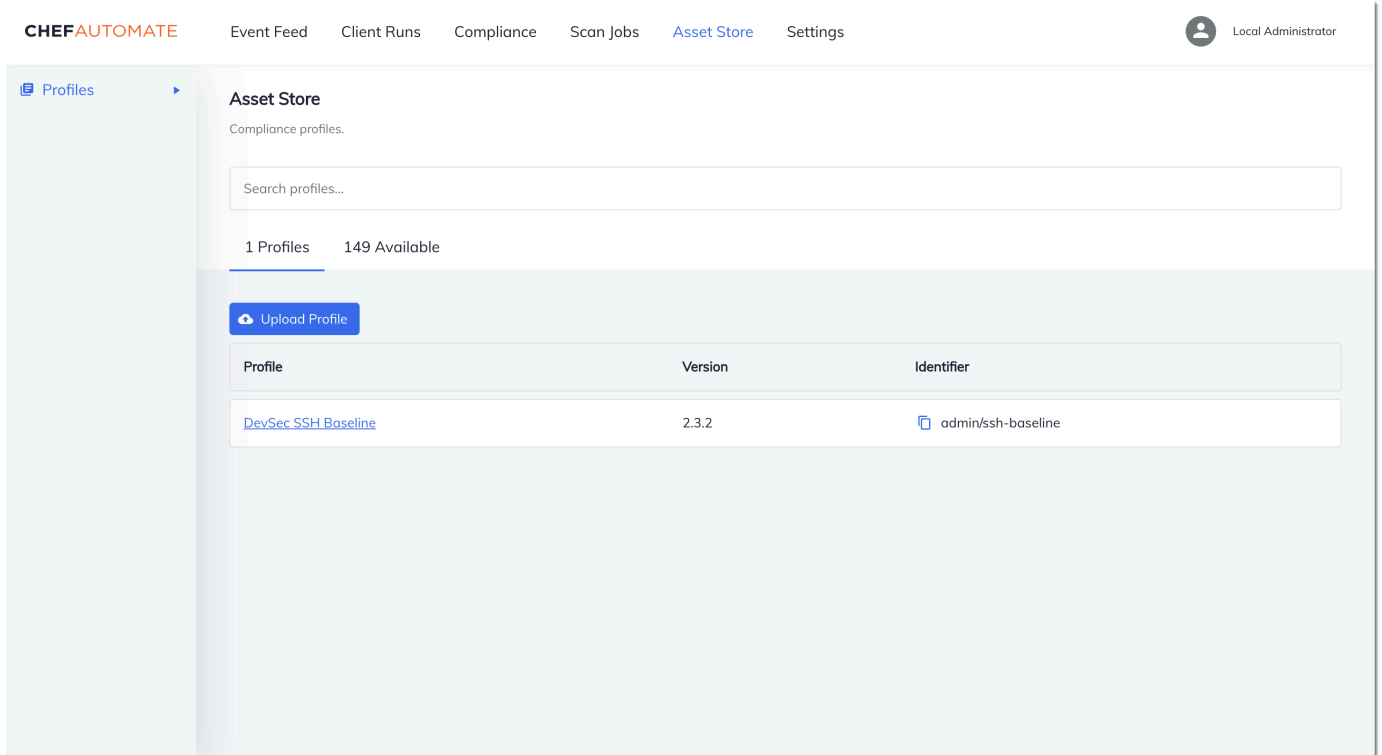 CHEFAUTOMATE Event Feed Client Runs Compliance Scan Jobs Asset Store Settings Local Administrator
Profiles
Asset Store
Compliance profiles.
Search profiles...
1 Profiles 149 Available
Upload Profile
Profile Version Identifier
DevSec SSH Baseline 2.3.2 admin/ssh-baseline